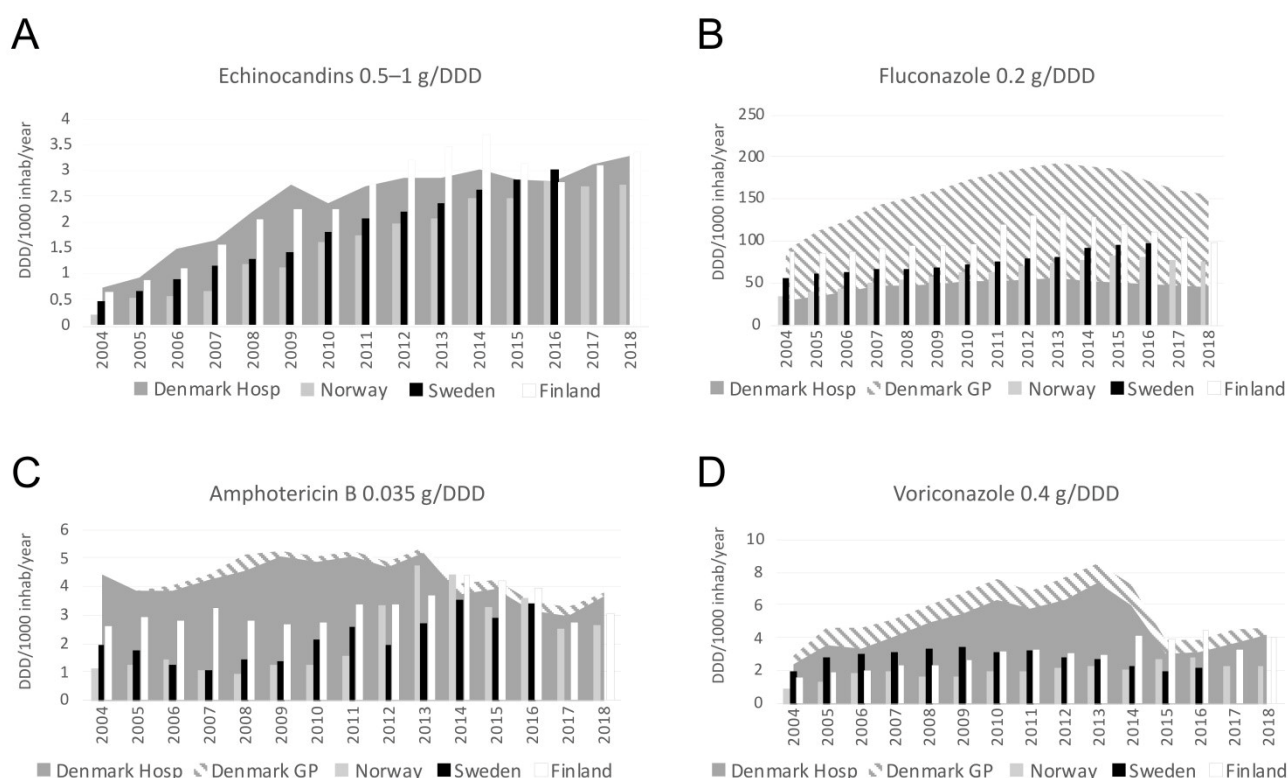 A
Echinocandins 0.5–1 g/DDD
DDD/1000 inhab/year
4
3.5
3
2,5
2
1.5
1
0,5
0
2004 2005 2006 2007 2008 2009 2010 2011 2012 2013 2014 2015 2016 2017 2018
Denmark Hosp Norway Sweden Finland
B
Fluconazole 0.2 g/DDD
DDD/1000 inhab/year
250
200
150
100
50
0
2004 2005 2006 2007 2008 2009 2010 2011 2012 2013 2014 2015 2016 2017 2018
Denmark Hosp Denmark GP Norway Sweden Finland
C
Amphotericin B 0.035 g/DDD
DDD/1000 inhab/year
6
5
4
3
2
1
0
2004 2005 2006 2007 2008 2009 2010 2011 2012 2013 2014 2015 2016 2017 2018
Denmark Hosp Denmark GP Norway Sweden Finland
D
Voriconazole 0.4 g/DDD
DDD/1000 inhab/year
10
8
6
4
2
0
2004 2005 2006 2007 2008 2009 2010 2011 2012 2013 2014 2015 2016 2017 2018
Denmark Hosp Denmark GP Norway Sweden Finland